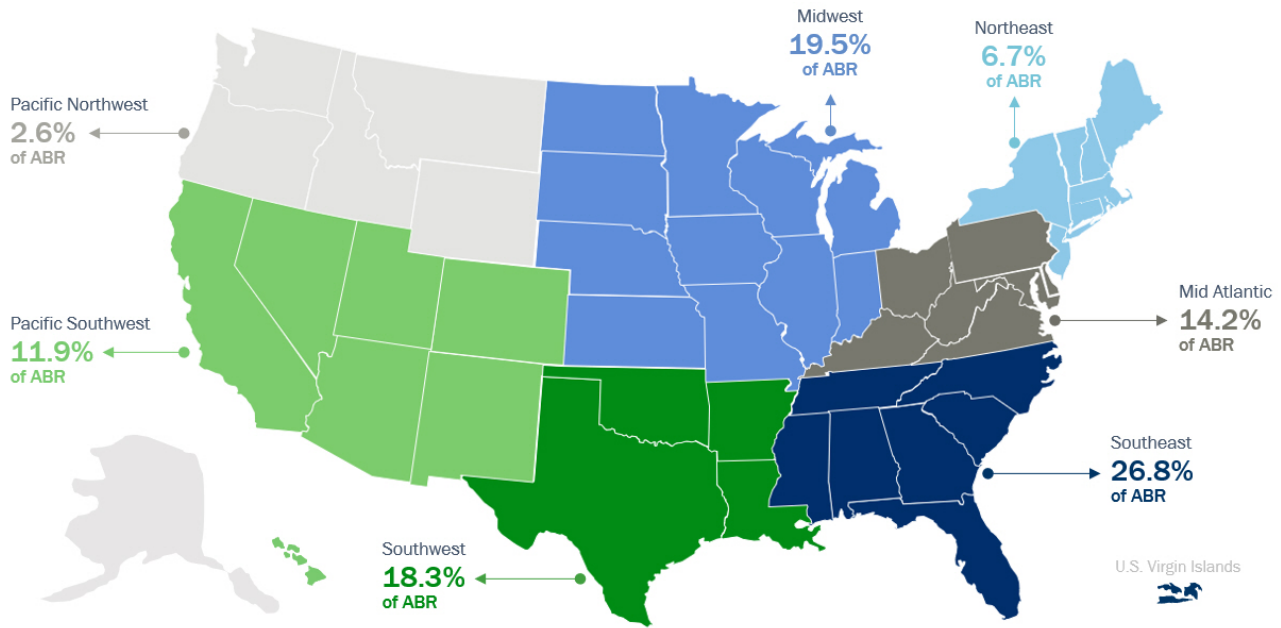 Midwest
19.5%
of ABR
Northeast
6.7%
of ABR
Pacific Northwest
2.6%
of ABR
Mid Atlantic
14.2%
of ABR
Pacific Southwest
11.9%
of ABR
Southeast
26.8%
of ABR
Southwest
18.3%
of ABR
U.S. Virgin Islands